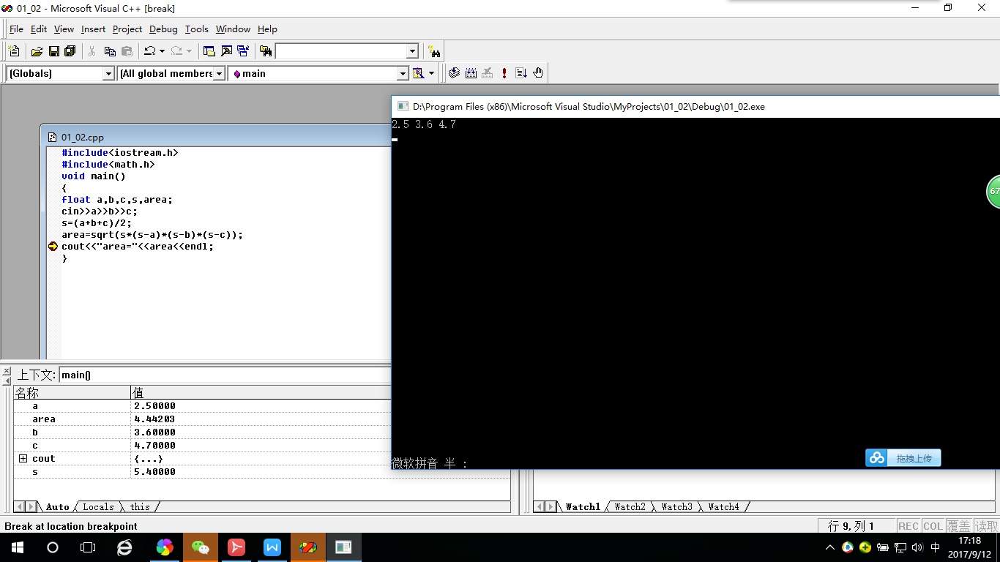 01_02 - Microsoft Visual C++ [break]
File Edit View Insert Project Debug Tools Window Help
(Globals) (All global members main
D:\Program Files (x86)\Microsoft Visual Studio\MyProjects\01_02\Debug\01_02.exe
2.5 3.6 4.7
67
01_02.cpp
#include<iostream.h>
#include<math.h>
void main()
{
float a,b,c,s,area;
cin>>a>>b>>c;
s=(a+b+c)/2;
area=sqrt(s*(s-a)*(s-b)*(s-c));
cout<<"area="<<area<<endl;
}
上下文: main()
名称 值
a 2.50000
area 4.44203
b 3.60000
c 4.70000
cout {...}
s 5.40000
微软拼音 半 :
拖拽上传
Auto Locals this
Watch1 Watch2 Watch3 Watch4
Break at location breakpoint
行 9, 列 1 REC COL 覆盖 读取
中
17:18
2017/9/12